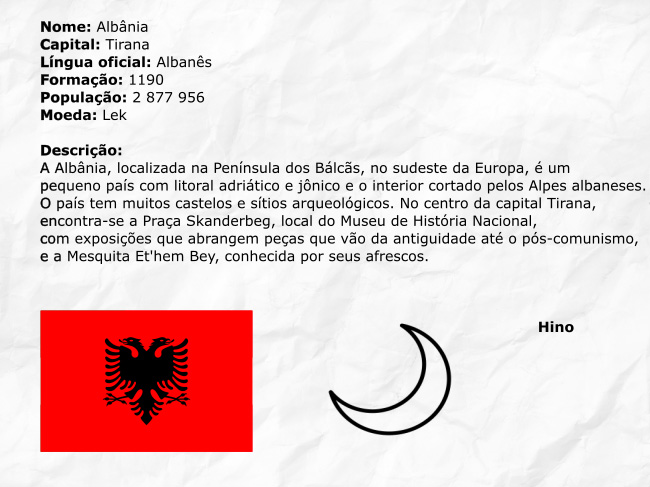 Nome: Albânia
Capital: Tirana
Língua oficial: Albanês
Formação: 1190
População: 2 877 956
Moeda: Lek
Descrição:
A Albânia, localizada na Península dos Bálcãs, no sudeste da Europa, é um
pequeno país com litoral adriático e jônico e o interior cortado pelos Alpes albaneses.
O país tem muitos castelos e sítios arqueológicos. No centro da capital Tirana,
encontra-se a Praça Skanderbeg, local do Museu de História Nacional,
com exposições que abrangem peças que vão da antiguidade até o pós-comunismo,
e a Mesquita Et'hem Bey, conhecida por seus afrescos.
Hino